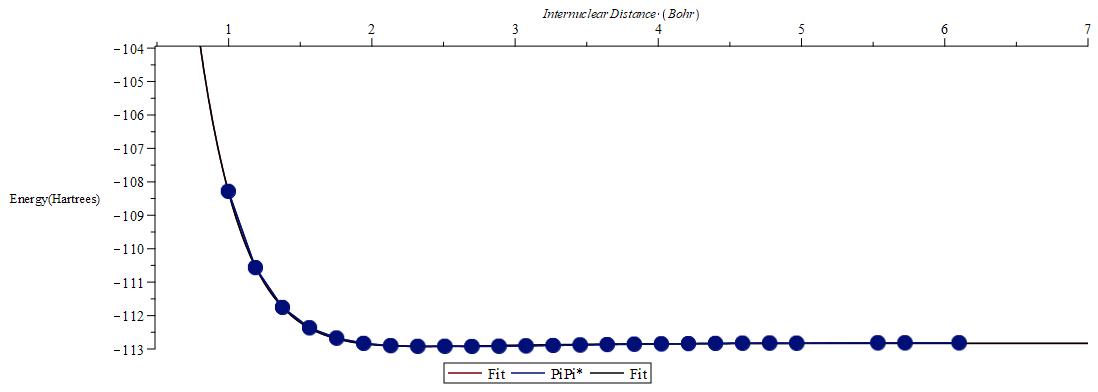 Internuclear Distance·(Bohr)
1 2 3 4 5 6 7
−104
−105
−106
−107
−108
Energy(Hartrees)
−109
−110
−111
−112
−113
Fit PiPi* Fit